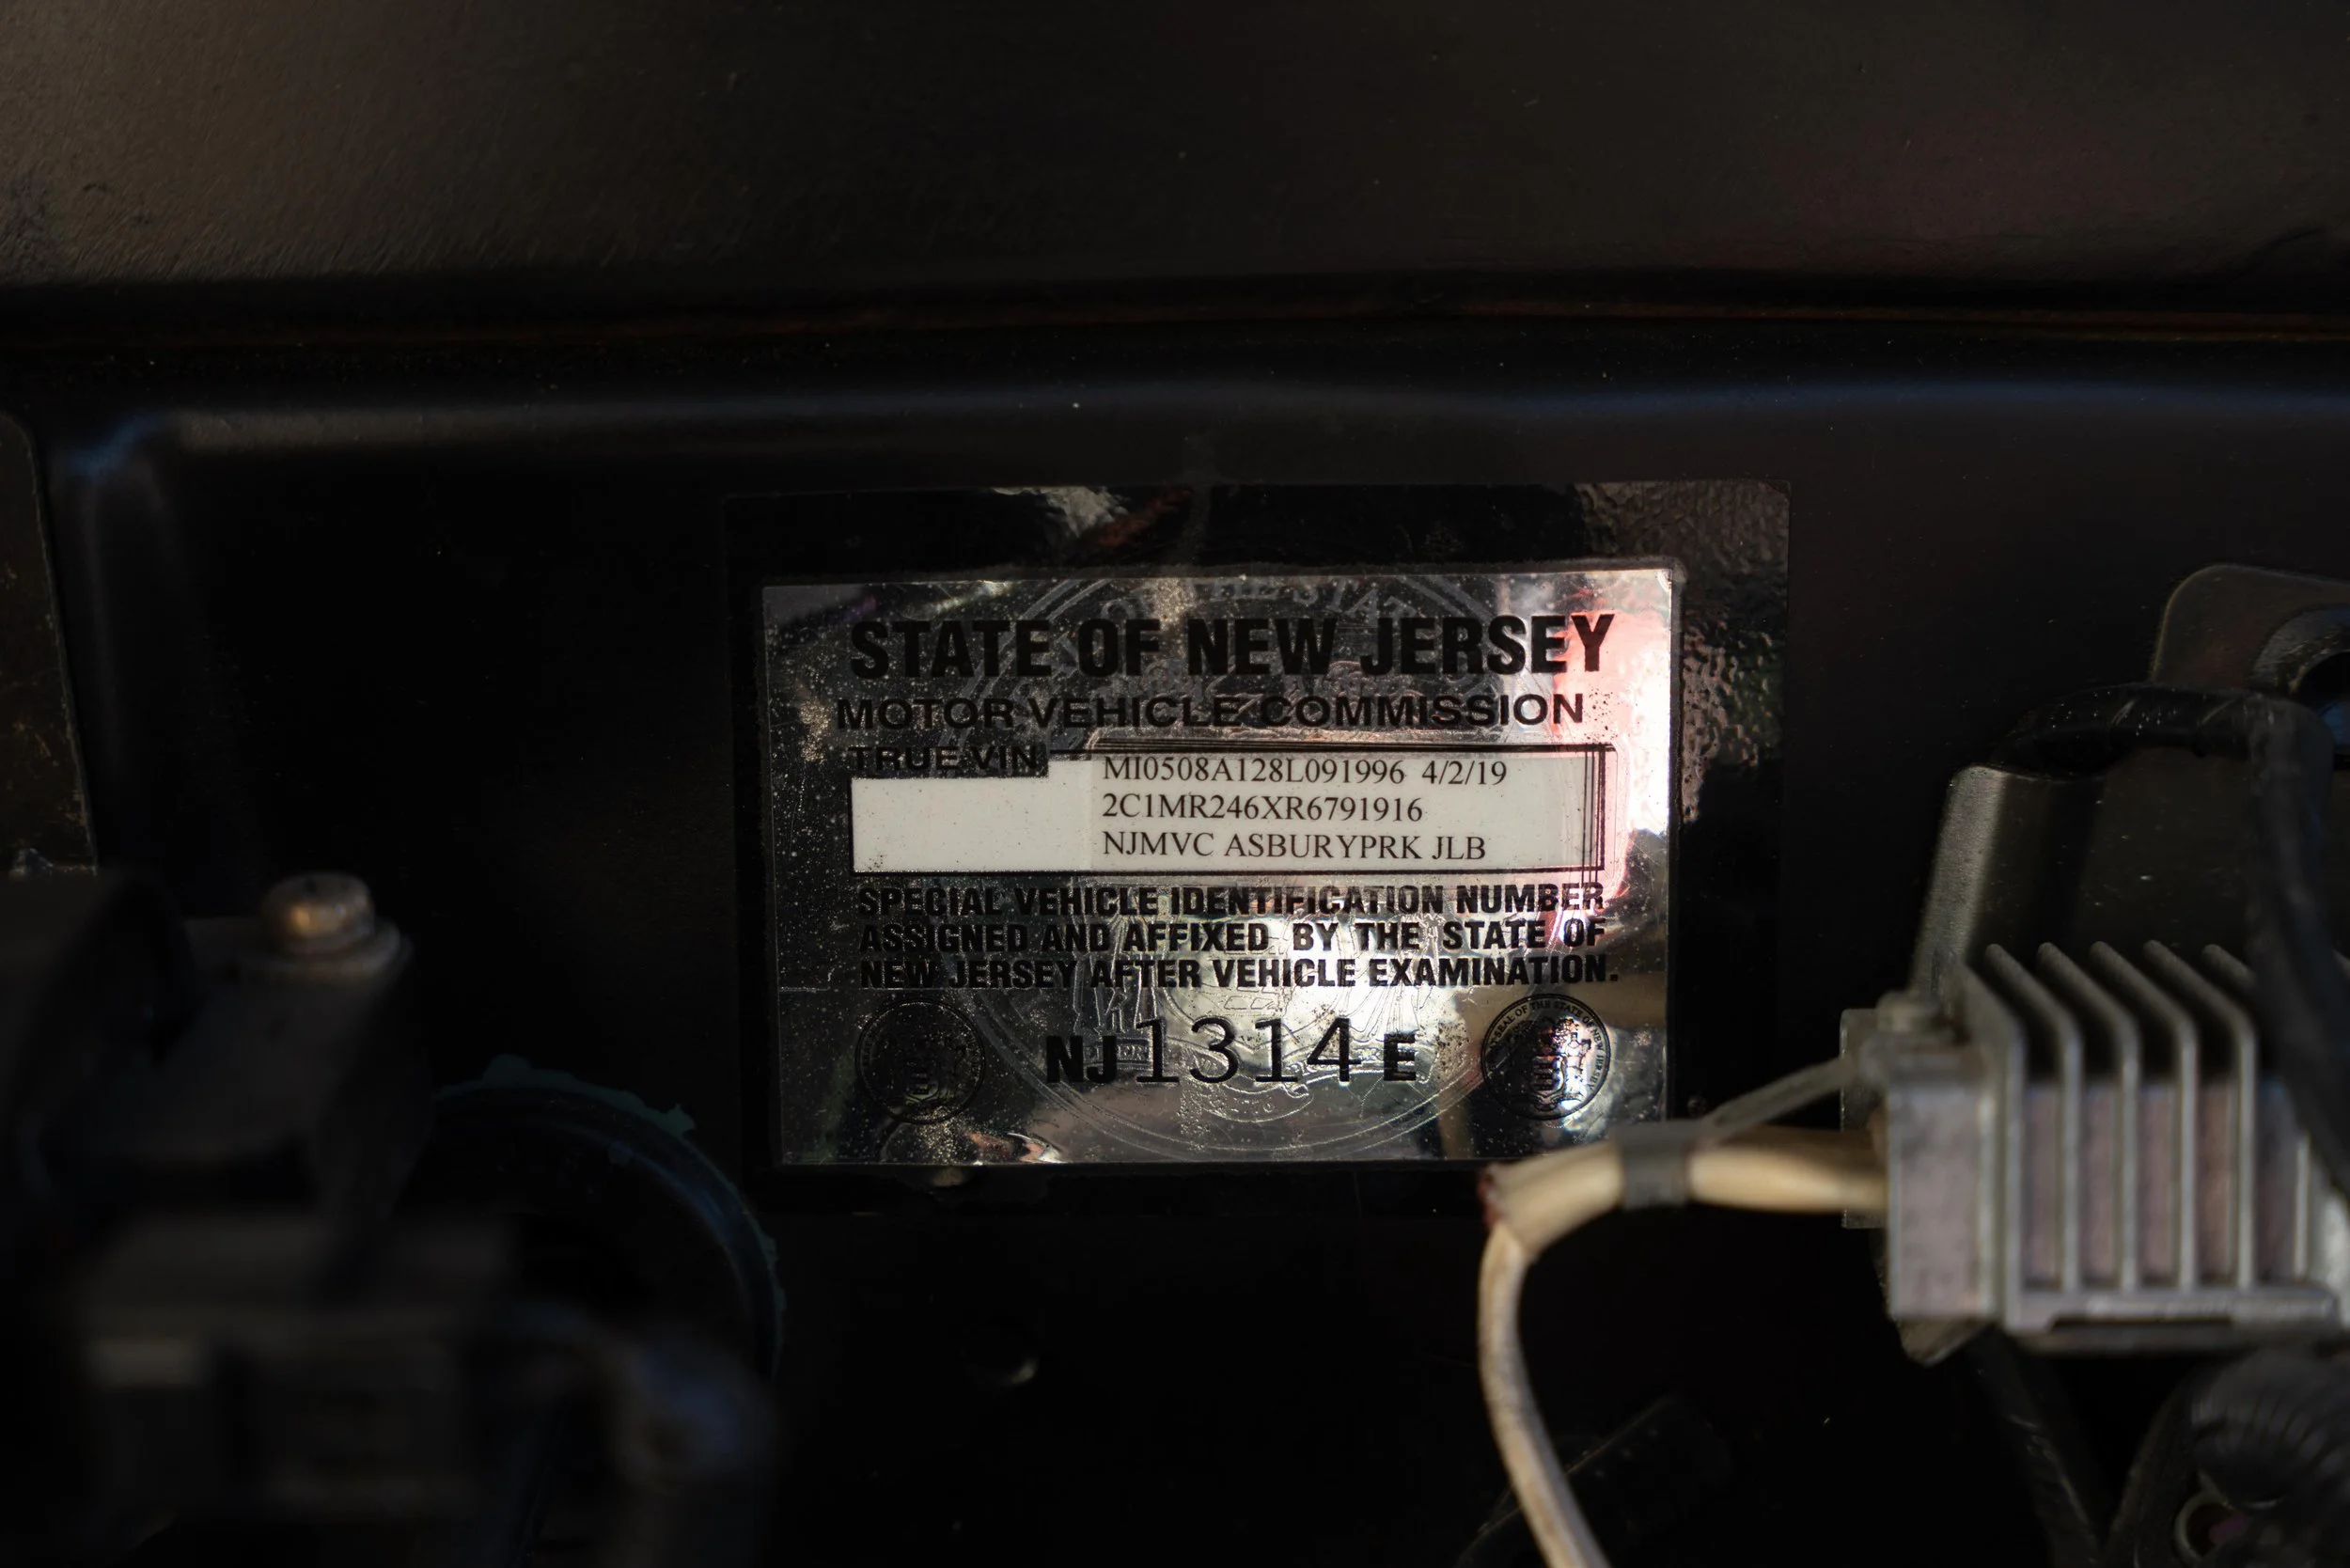 STATE OF NEW JERSEY
MOTOR VEHICLE COMMISSION
TRUE VIN
MI0508A128L091996 4/2/19
2C1MR246XR6791916
NJMVC ASBURYPRK JLB
SPECIAL VEHICLE IDENTIFICATION NUMBER
ASSIGNED AND AFFIXED BY THE STATE OF
NEW JERSEY AFTER VEHICLE EXAMINATION.
NJ 1314 E